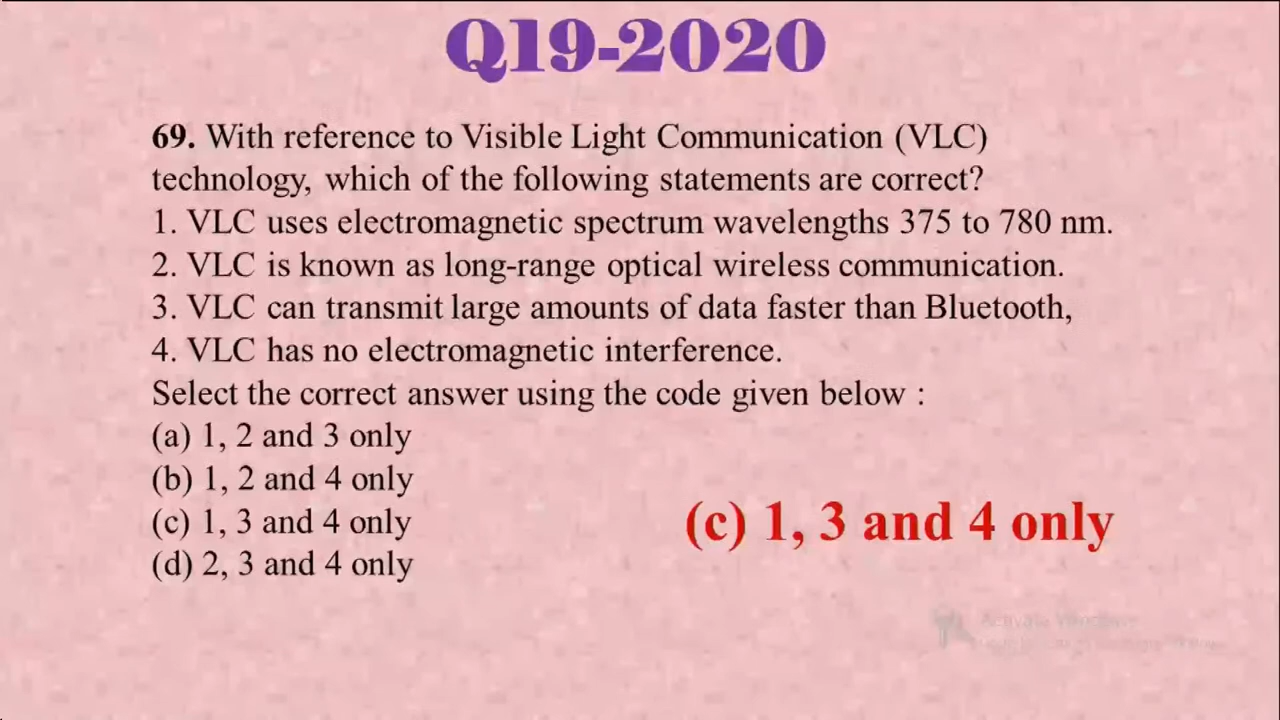 Q19-2020
69. With reference to Visible Light Communication (VLC)
technology, which of the following statements are correct?
1. VLC uses electromagnetic spectrum wavelengths 375 to 780 nm.
2. VLC is known as long-range optical wireless communication.
3. VLC can transmit large amounts of data faster than Bluetooth,
4. VLC has no electromagnetic interference.
Select the correct answer using the code given below :
(a) 1, 2 and 3 only
(b) 1, 2 and 4 only
(c) 1, 3 and 4 only
(c) 1, 3 and 4 only
(d) 2, 3 and 4 only
Activate Windows